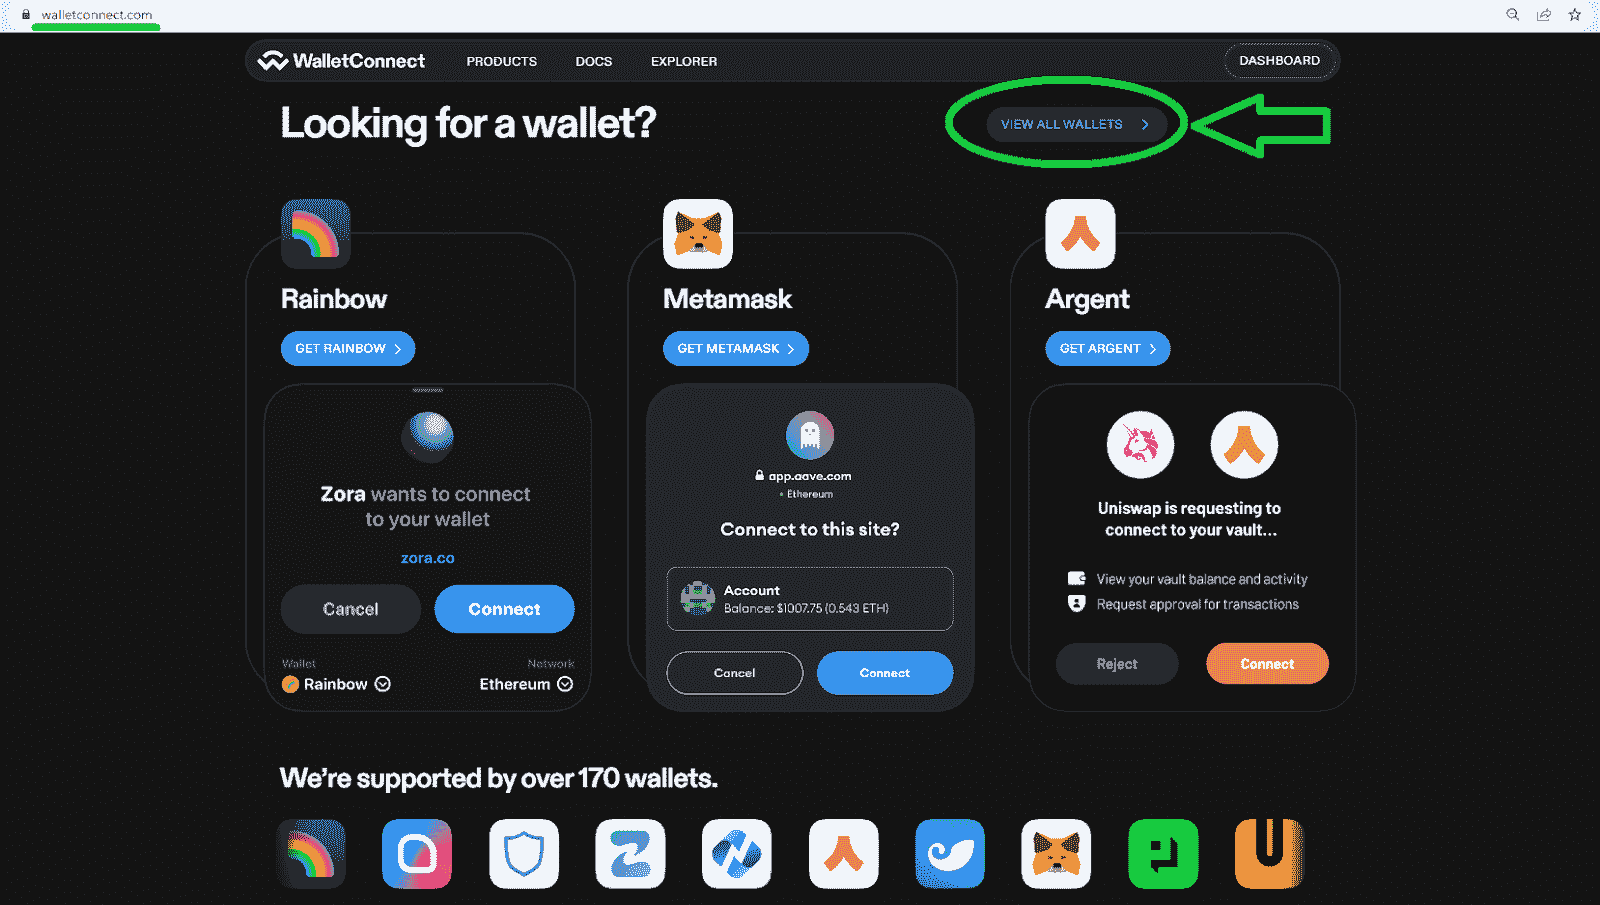 walletconnect.com
WalletConnect PRODUCTS DOCS EXPLORER DASHBOARD
Looking for a wallet?
VIEW ALL WALLETS
Rainbow
GET RAINBOW
Zora wants to connect
to your wallet
zora.co
Cancel Connect
Wallet Network
Rainbow Ethereum
Metamask
GET METAMASK
app.aave.com
• Ethereum
Connect to this site?
Account
Balance: $1007.75 (0.543 ETH)
Cancel Connect
Argent
GET ARGENT
Uniswap is requesting to
connect to your vault...
View your vault balance and activity
Request approval for transactions
Reject Connect
We're supported by over 170 wallets.